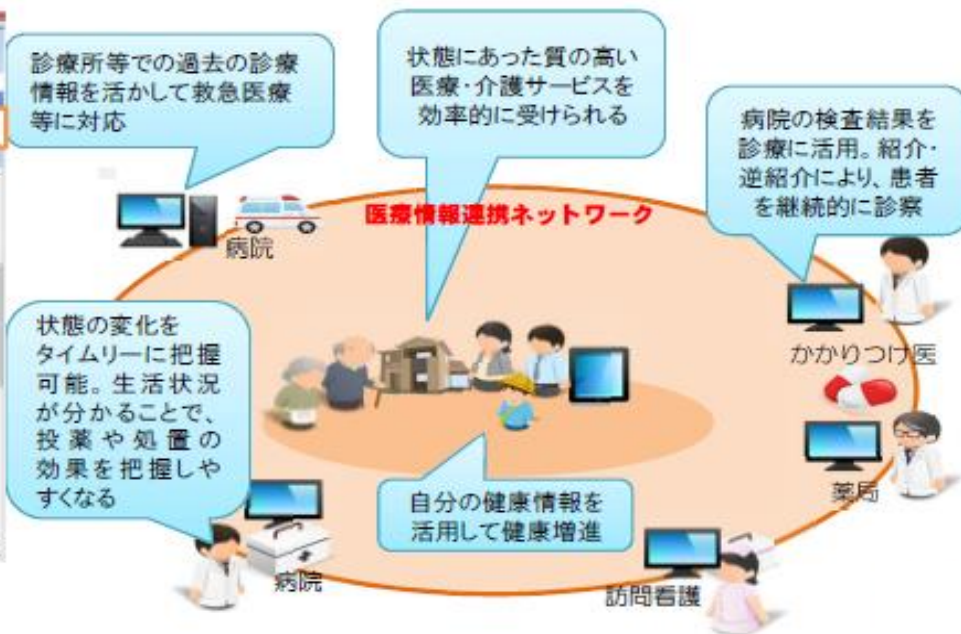 診療所等での過去の診療
情報を活かして救急医療
等に対応
状態にあった質の高い
医療・介護サービスを
効率的に受けられる
病院の検査結果を
診療に活用。紹介・
逆紹介により、患者
を継続的に診察
医療情報連携ネットワーク
病院
かかりつけ医
状態の変化を
タイムリーに把握
可能。生活状況
が分かることで、
投薬や処置の
効果を把握しや
すくなる
薬局
自分の健康情報を
活用して健康増進
病院
訪問看護